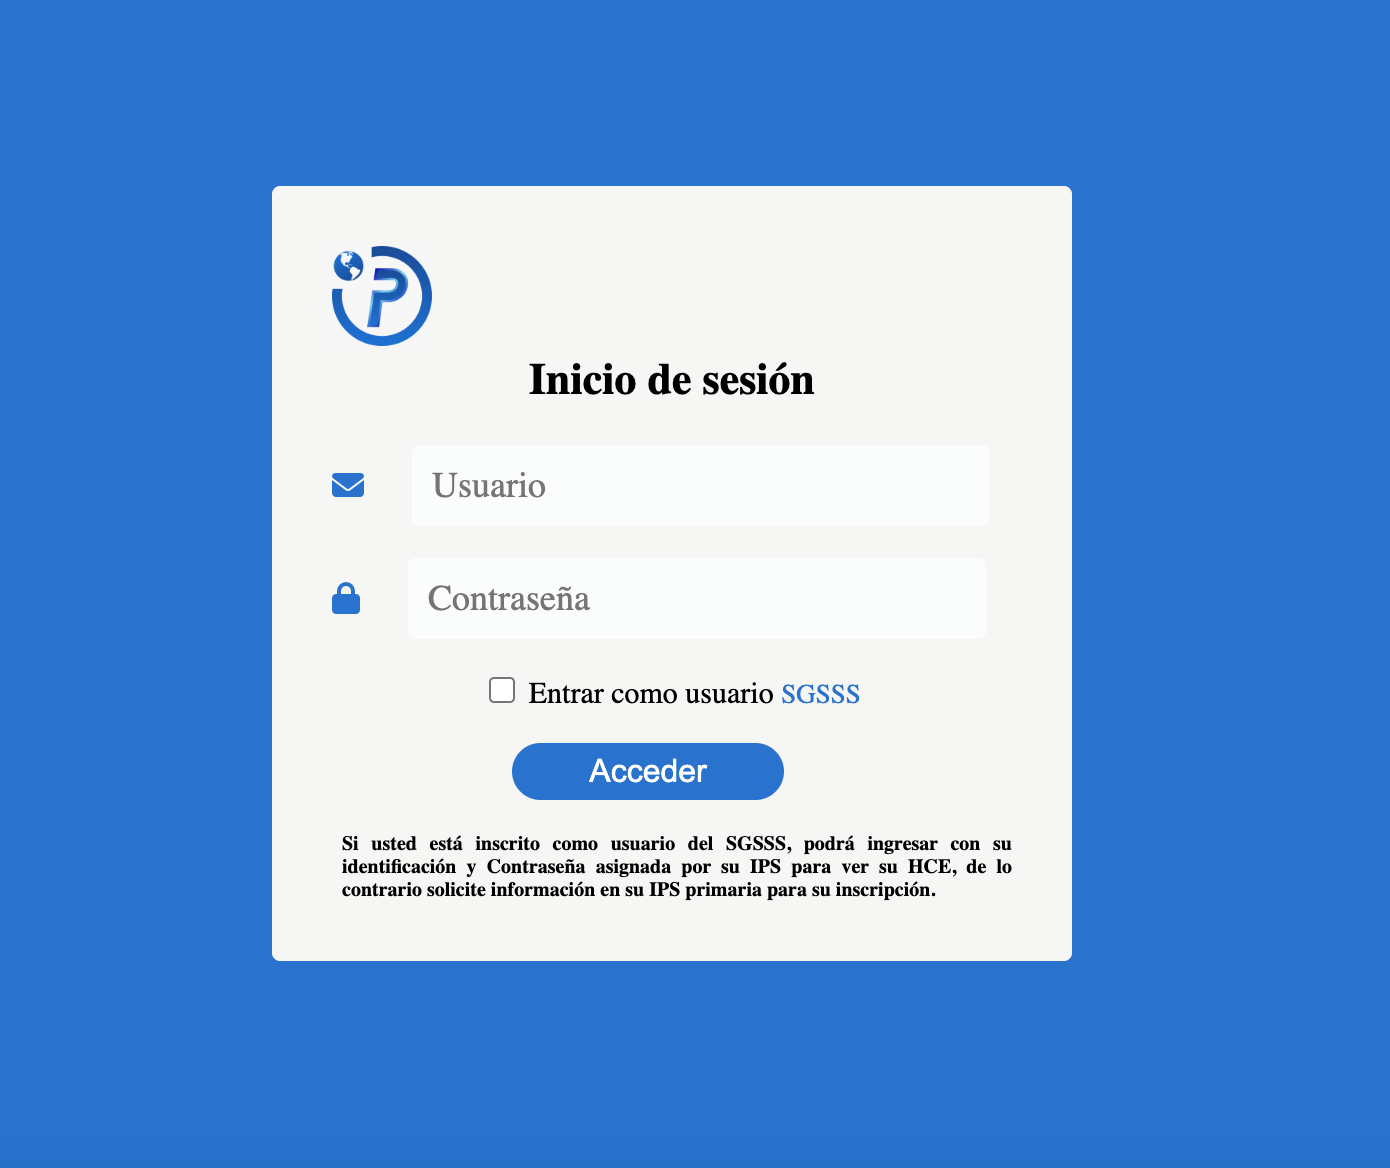 P
Inicio de sesión
Usuario
Contraseña
Entrar como usuario SGSSS
Acceder
Si usted está inscrito como usuario del SGSSS, podrá ingresar con su
identificación y Contraseña asignada por su IPS para ver su HCE, de lo
contrario solicite información en su IPS primaria para su inscripción.